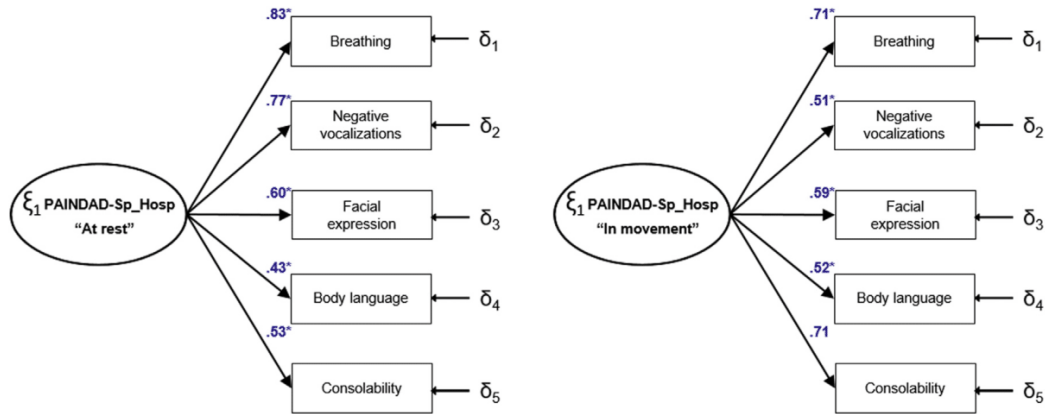 .83*
Breathing
δ1
.77*
Negative
vocalizations
δ2
ξ1 PAINDAD-Sp_Hosp
“At rest”
.60*
Facial
expression
δ3
.43*
Body language
δ4
.53*
Consolability
δ5
.71*
Breathing
δ1
.51*
Negative
vocalizations
δ2
ξ1 PAINDAD-Sp_Hosp
“In movement”
.59*
Facial
expression
δ3
.52*
Body language
δ4
.71
Consolability
δ5